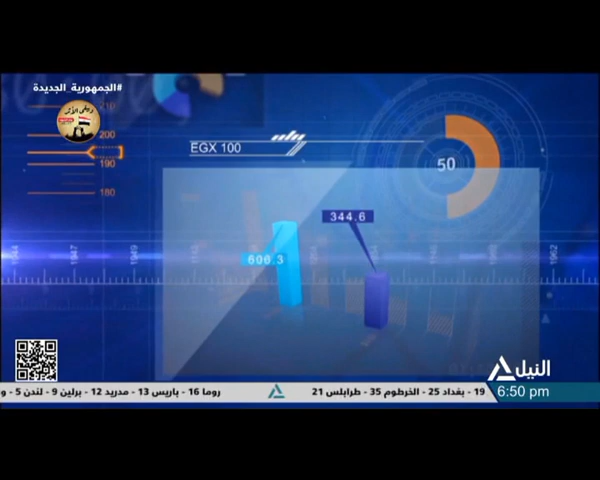 #الجمهورية_الجديدة
210
200
190
180
EGX 100
50
344.6
606.3
1944
1947
1949
1962
النيل
6:50 pm
19 - بغداد 25 - الخرطوم 35 - طرابلس 21
روما 16 - باريس 13 - مدريد 12 - برلين 9 - لندن 5 - و